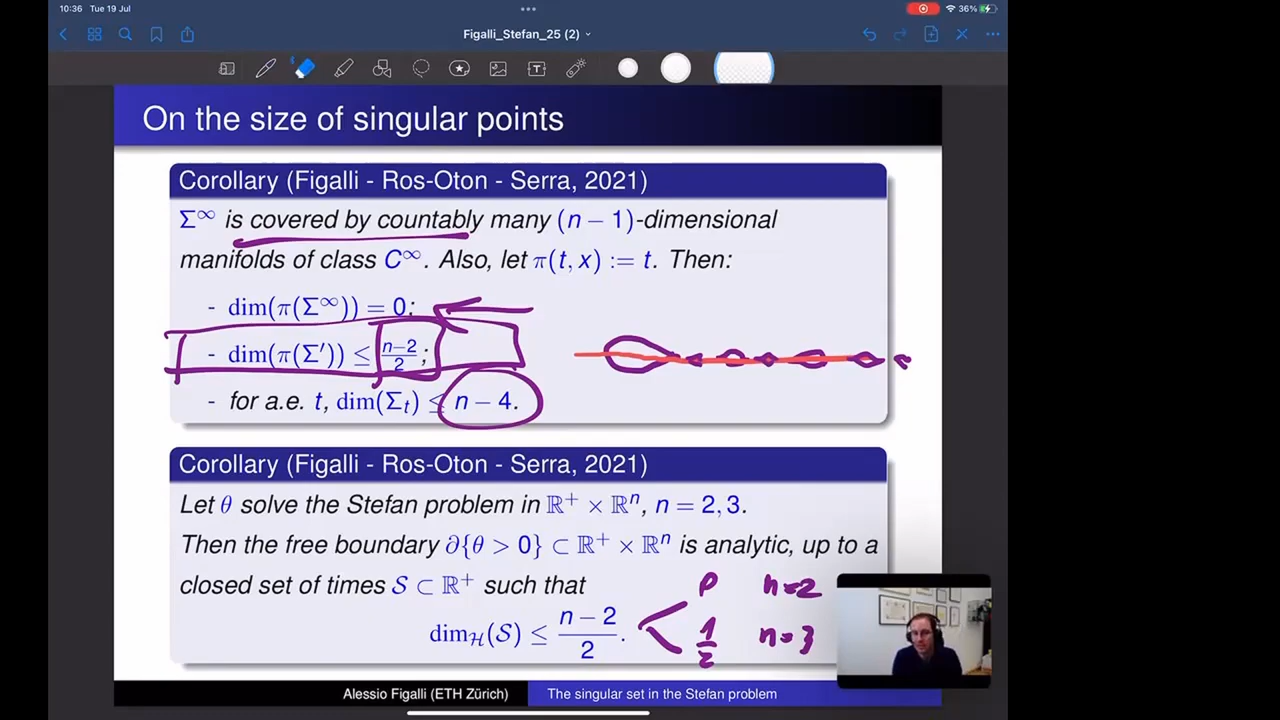 10:36 Tue 19 Jul
36%
Figalli_Stefan_25 (2)
On the size of singular points
Corollary (Figalli - Ros-Oton - Serra, 2021)
Σ^∞ is covered by countably many (n − 1)-dimensional
manifolds of class C^∞. Also, let π(t, x) := t. Then:
- dim(π(Σ^∞)) = 0;
- dim(π(Σ′)) ≤ (n−2)/2;
- for a.e. t, dim(Σ_t) ≤ n − 4.
Corollary (Figalli - Ros-Oton - Serra, 2021)
Let θ solve the Stefan problem in ℝ⁺ × ℝⁿ, n = 2, 3.
Then the free boundary ∂{θ > 0} ⊂ ℝ⁺ × ℝⁿ is analytic, up to a
closed set of times 𝒮 ⊂ ℝ⁺ such that
dim_ℋ(𝒮) ≤ (n − 2)/2.
n=2
1/2 n=3
Alessio Figalli (ETH Zürich)
The singular set in the Stefan problem